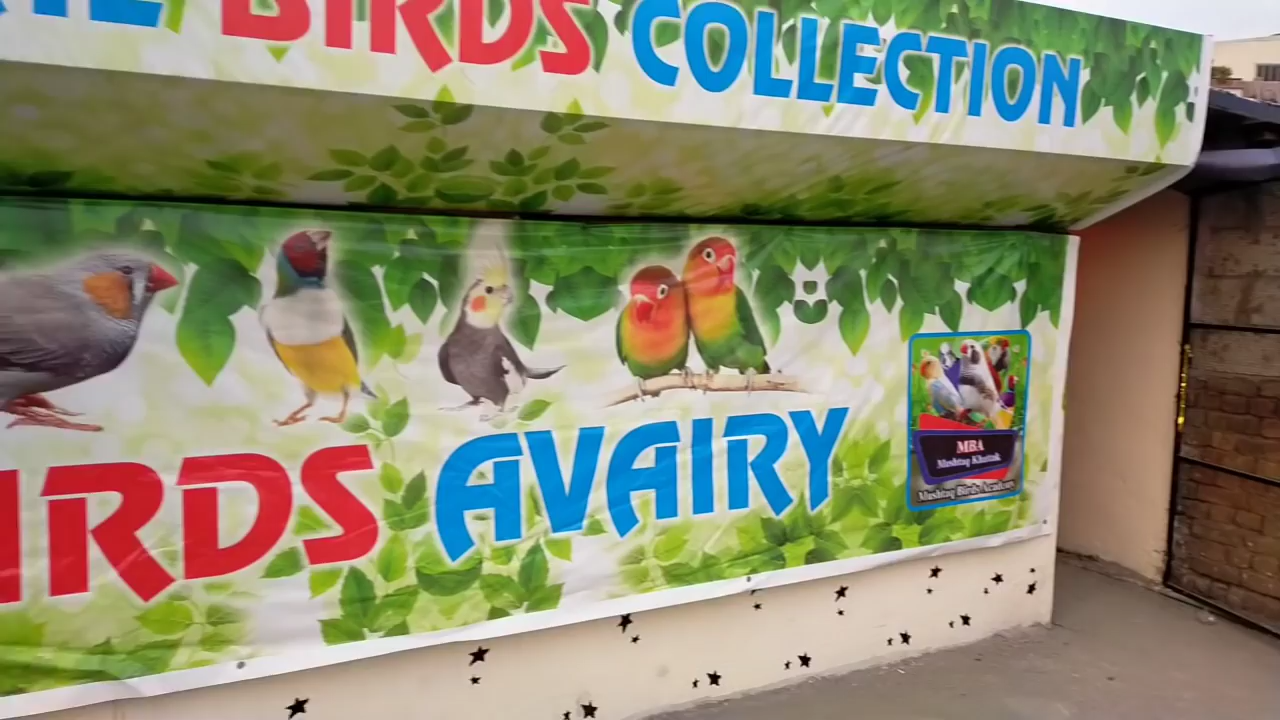 BIRDS COLLECTION
IRDS AVAIRY
MBA
Mushtaq Khattak
Mushtaq Birds Academy